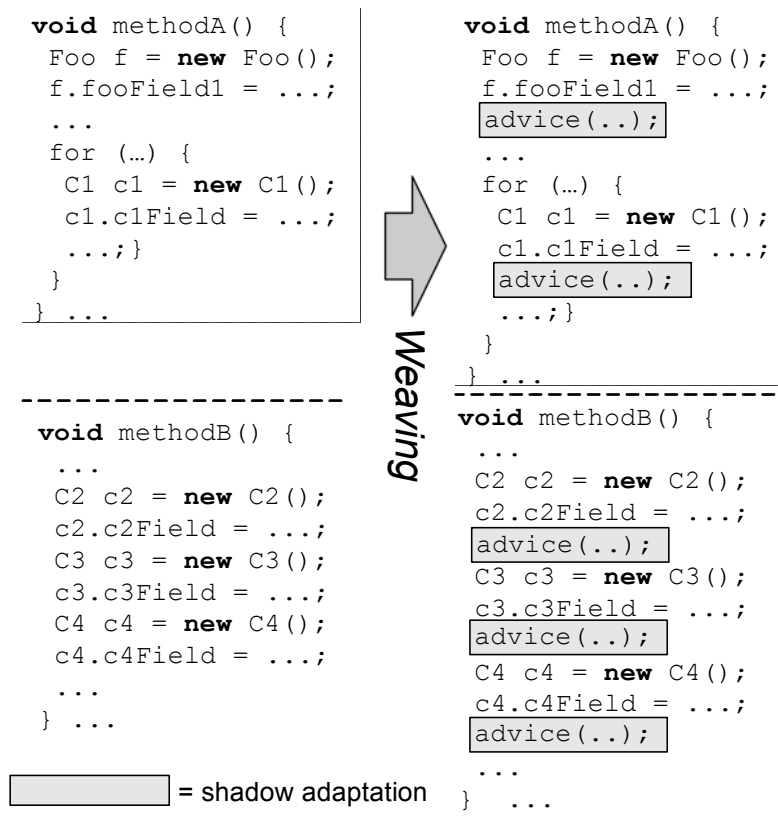 void methodA() {
Foo f = new Foo();
f.fooField1 = ...;
...
for (…) {
C1 c1 = new C1();
c1.c1Field = ...;
...;}
}
} ...
void methodB() {
...
C2 c2 = new C2();
c2.c2Field = ...;
C3 c3 = new C3();
c3.c3Field = ...;
C4 c4 = new C4();
c4.c4Field = ...;
...
} ...
= shadow adaptation
Weaving
void methodA() {
Foo f = new Foo();
f.fooField1 = ...;
advice(..);
...
for (…) {
C1 c1 = new C1();
c1.c1Field = ...;
advice(..);
...;}
}
} ...
void methodB() {
...
C2 c2 = new C2();
c2.c2Field = ...;
advice(..);
C3 c3 = new C3();
c3.c3Field = ...;
advice(..);
C4 c4 = new C4();
c4.c4Field = ...;
advice(..);
...
} ...